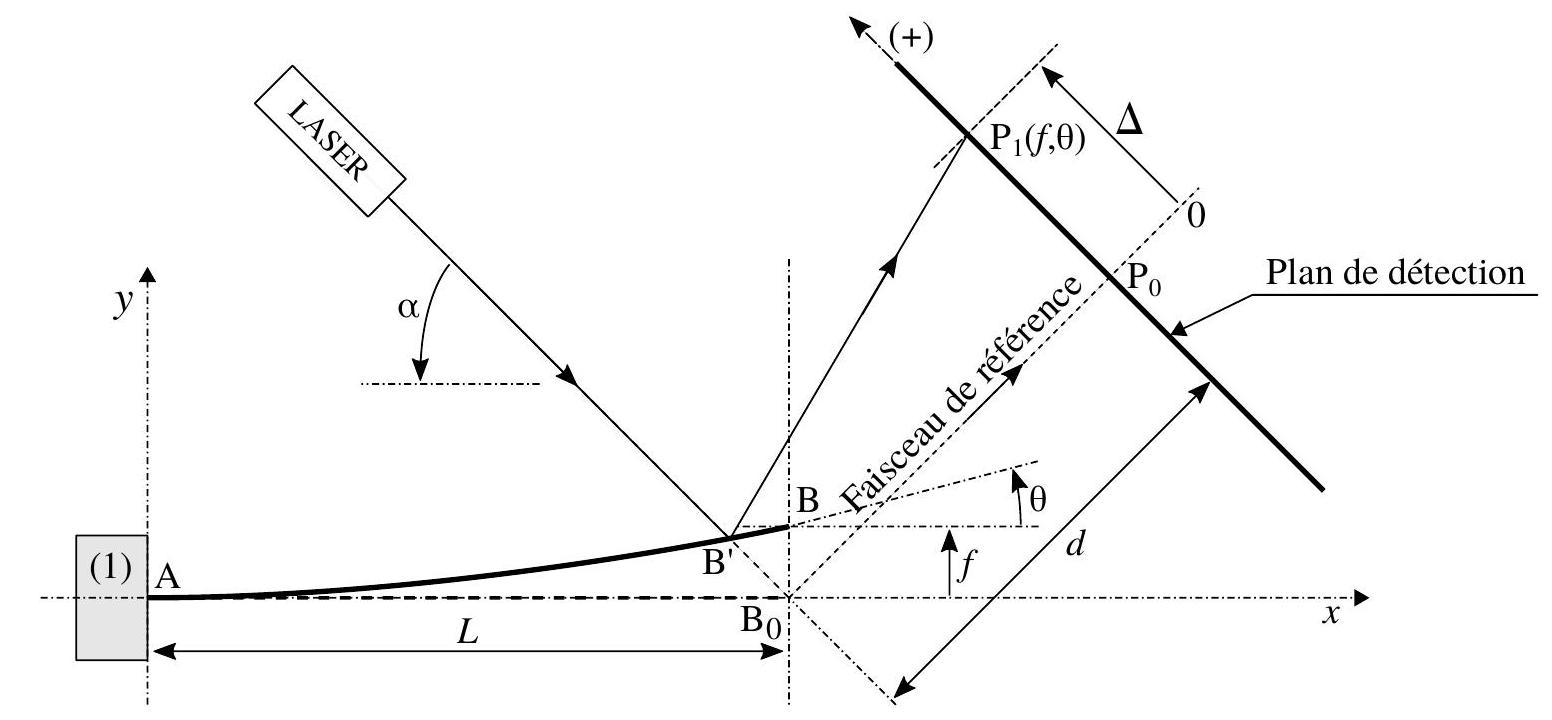 (+)
LASER
Δ
P₁(f,θ)
0
α
y
P₀
Plan de détection
Faisceau de référence
B
θ
(1)
A
B'
f
d
B₀
x
L